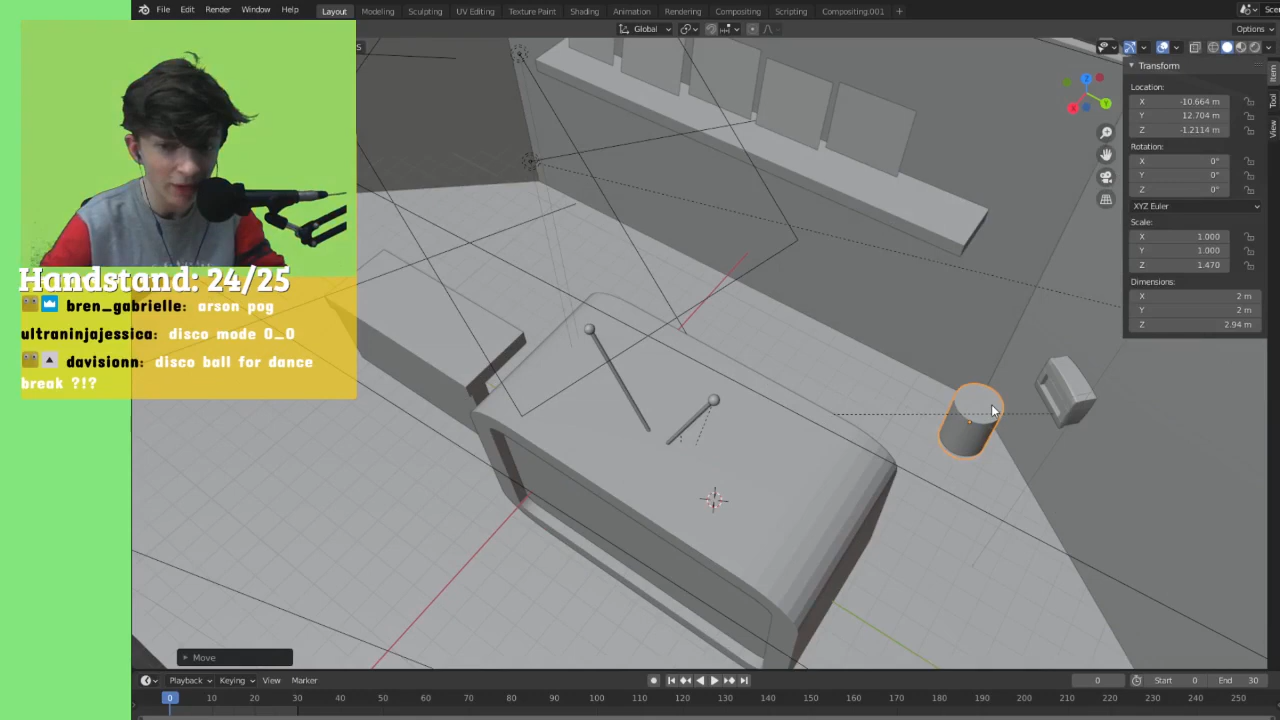 File Edit Render Window Help
Layout Modeling Sculpting UV Editing Texture Paint Shading Animation Rendering Compositing Scripting Compositing.001 +
Scen
Global
Options
Transform
Location:
X -10.664 m
Y 12.704 m
Z -1.2114 m
Rotation:
X 0°
Y 0°
Z 0°
XYZ Euler
Scale:
X 1.000
Y 1.000
Z 1.470
Dimensions:
X 2 m
Y 2 m
Z 2.94 m
Item
Tool
View
Z
Y
X
Handstand: 24/25
bren_gabrielle: arson pog
ultraninjajessica: disco mode O_O
davisionn: disco ball for dance
break ?!?
Move
Playback Keying View Marker
0 Start 0 End 30
0 10 20 30 40 50 60 70 80 90 100 110 120 130 140 150 160 170 180 190 200 210 220 230 240 250